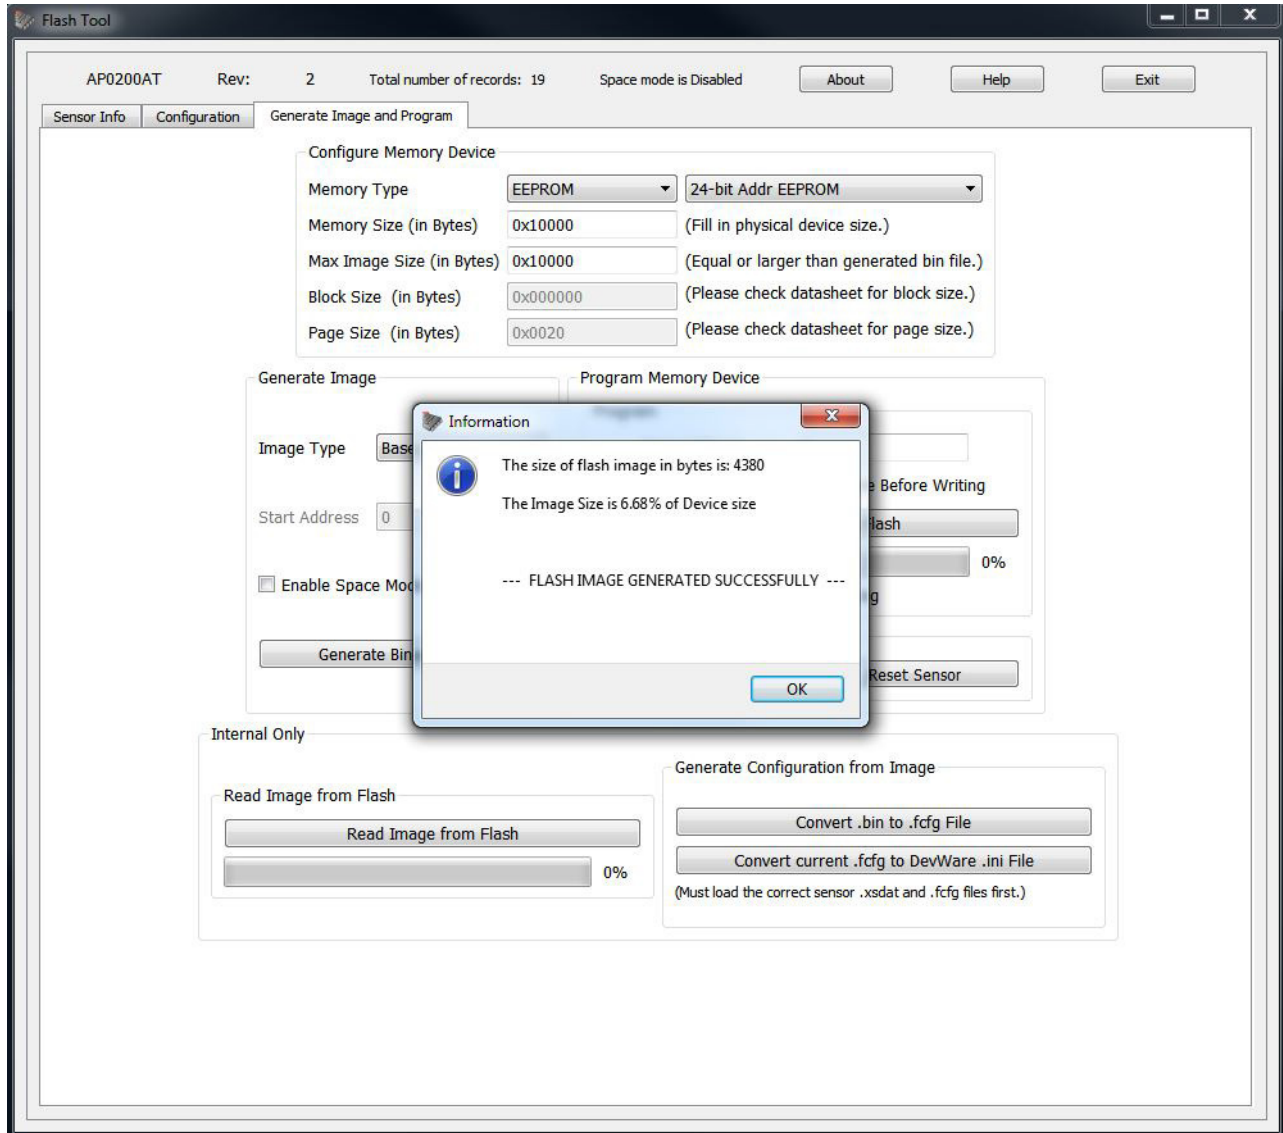 Flash Tool
AP0200AT Rev: 2 Total number of records: 19 Space mode is Disabled About Help Exit
Sensor Info Configuration Generate Image and Program
Configure Memory Device
Memory Type EEPROM 24-bit Addr EEPROM
Memory Size (in Bytes) 0x10000 (Fill in physical device size.)
Max Image Size (in Bytes) 0x10000 (Equal or larger than generated bin file.)
Block Size (in Bytes) 0x000000 (Please check datasheet for block size.)
Page Size (in Bytes) 0x0020 (Please check datasheet for page size.)
Generate Image Program Memory Device
Program
Information
Image Type Base
The size of flash image in bytes is: 4380
The Image Size is 6.68% of Device size
--- FLASH IMAGE GENERATED SUCCESSFULLY ---
OK
Before Writing
Start Address 0
lash
0%
Enable Space Mod
g
Generate Bin
Reset Sensor
Internal Only
Read Image from Flash
Read Image from Flash
0%
Generate Configuration from Image
Convert .bin to .fcfg File
Convert current .fcfg to DevWare .ini File
(Must load the correct sensor .xsdat and .fcfg files first.)